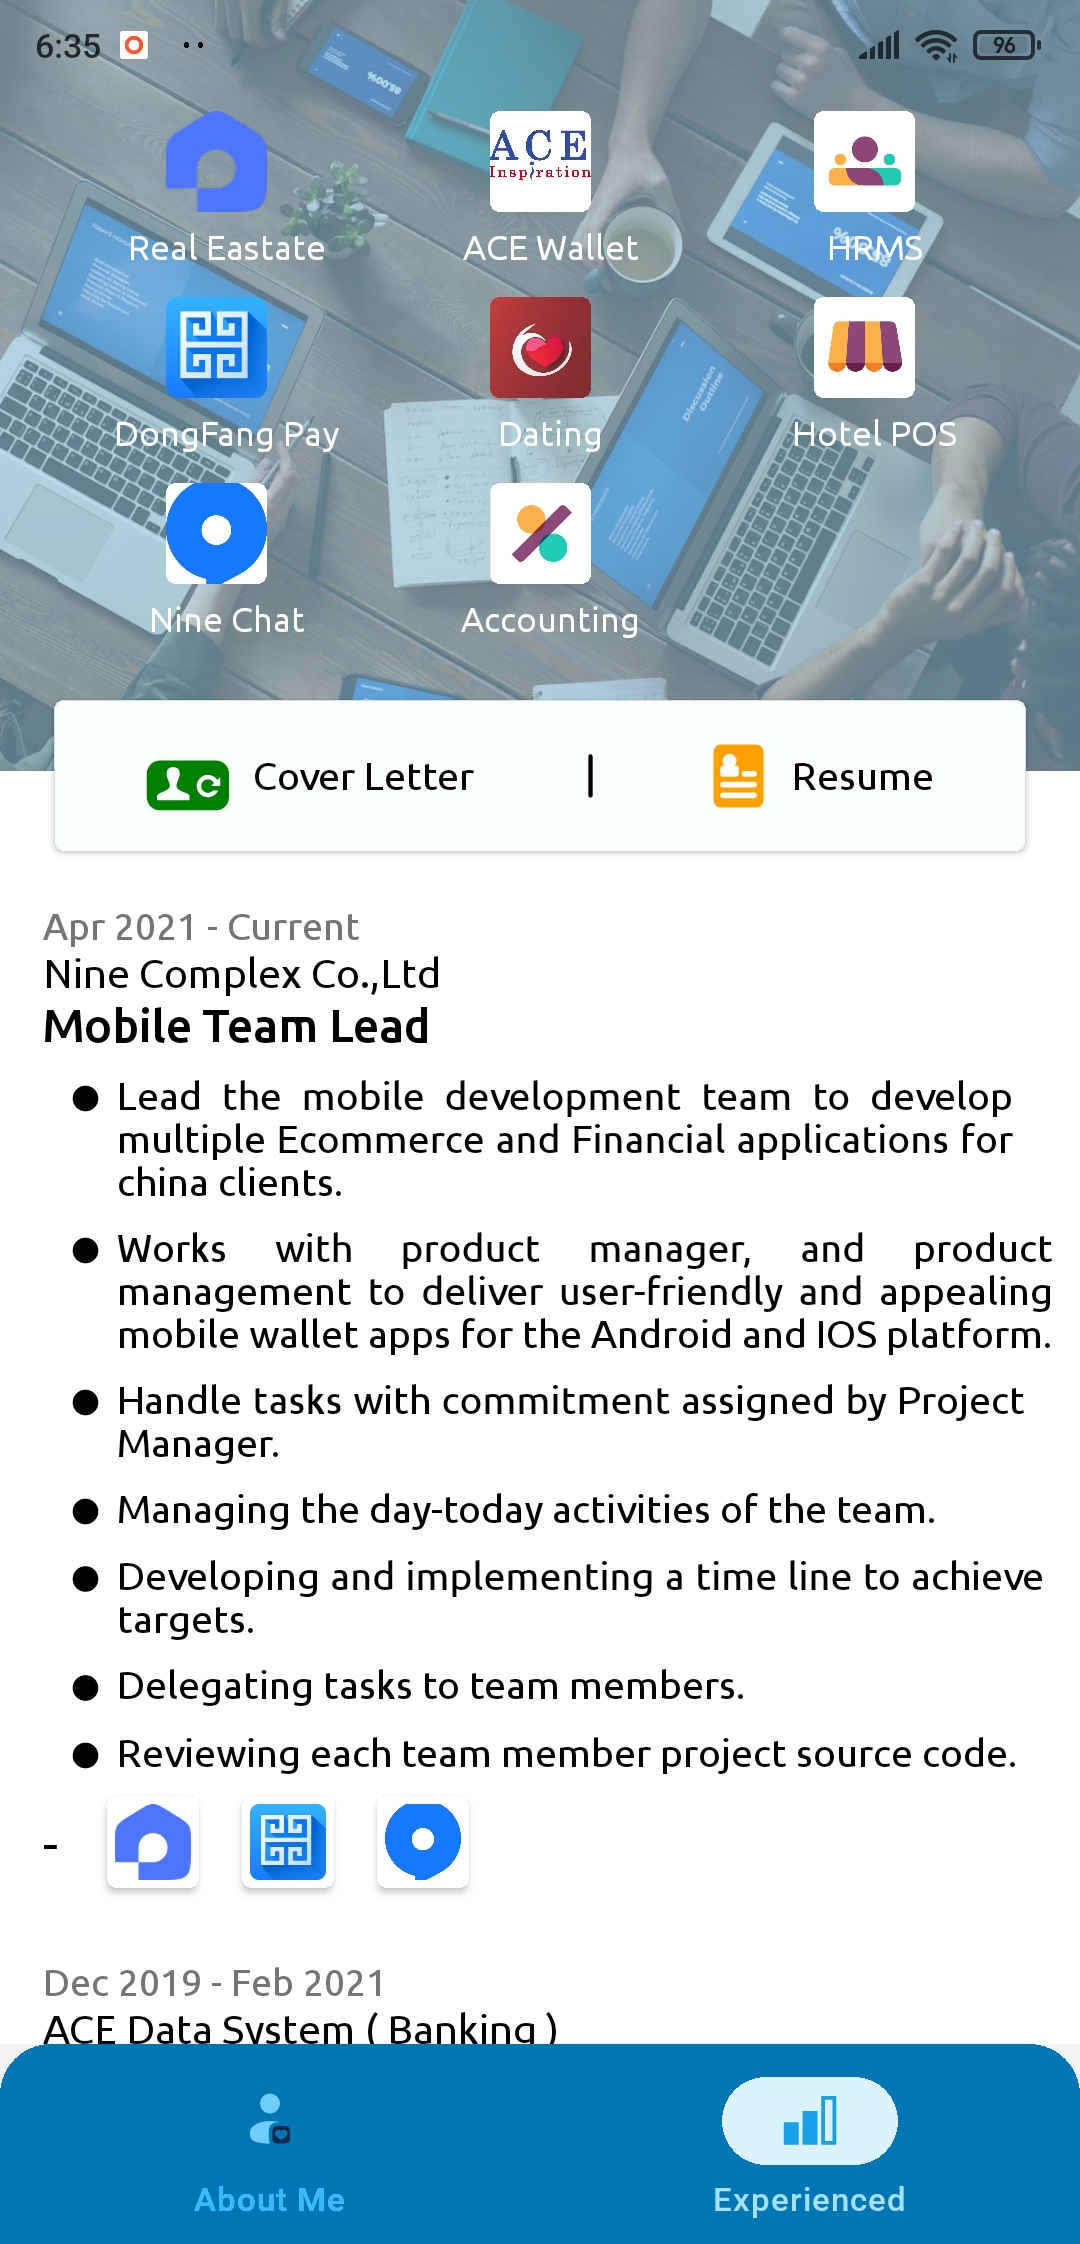 6:35
96
ACE
Inspiration
Real Eastate
ACE Wallet
HRMS
DongFang Pay
Dating
Hotel POS
Discussion
Outline
Nine Chat
Accounting
Cover Letter
|
Resume
Apr 2021 - Current
Nine Complex Co.,Ltd
Mobile Team Lead
● Lead the mobile development team to develop
multiple Ecommerce and Financial applications for
china clients.
● Works with product manager, and product
management to deliver user-friendly and appealing
mobile wallet apps for the Android and IOS platform.
● Handle tasks with commitment assigned by Project
Manager.
● Managing the day-today activities of the team.
● Developing and implementing a time line to achieve
targets.
● Delegating tasks to team members.
● Reviewing each team member project source code.
-
Dec 2019 - Feb 2021
ACE Data System ( Banking )
About Me
Experienced